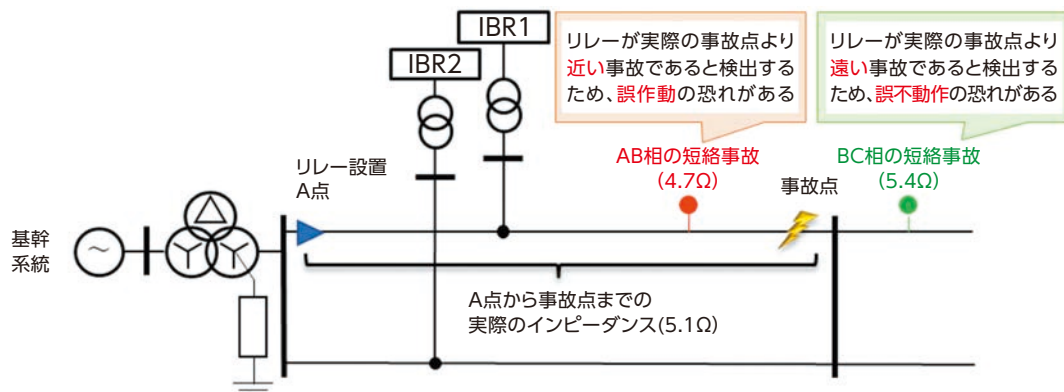 IBR1
IBR2
リレーが実際の事故点より
近い事故であると検出する
ため、誤作動の恐れがある
リレーが実際の事故点より
遠い事故であると検出する
ため、誤不動作の恐れがある
リレー設置
A点
AB相の短絡事故
(4.7Ω)
事故点
BC相の短絡事故
(5.4Ω)
基幹
系統
~
A点から事故点までの
実際のインピーダンス(5.1Ω)